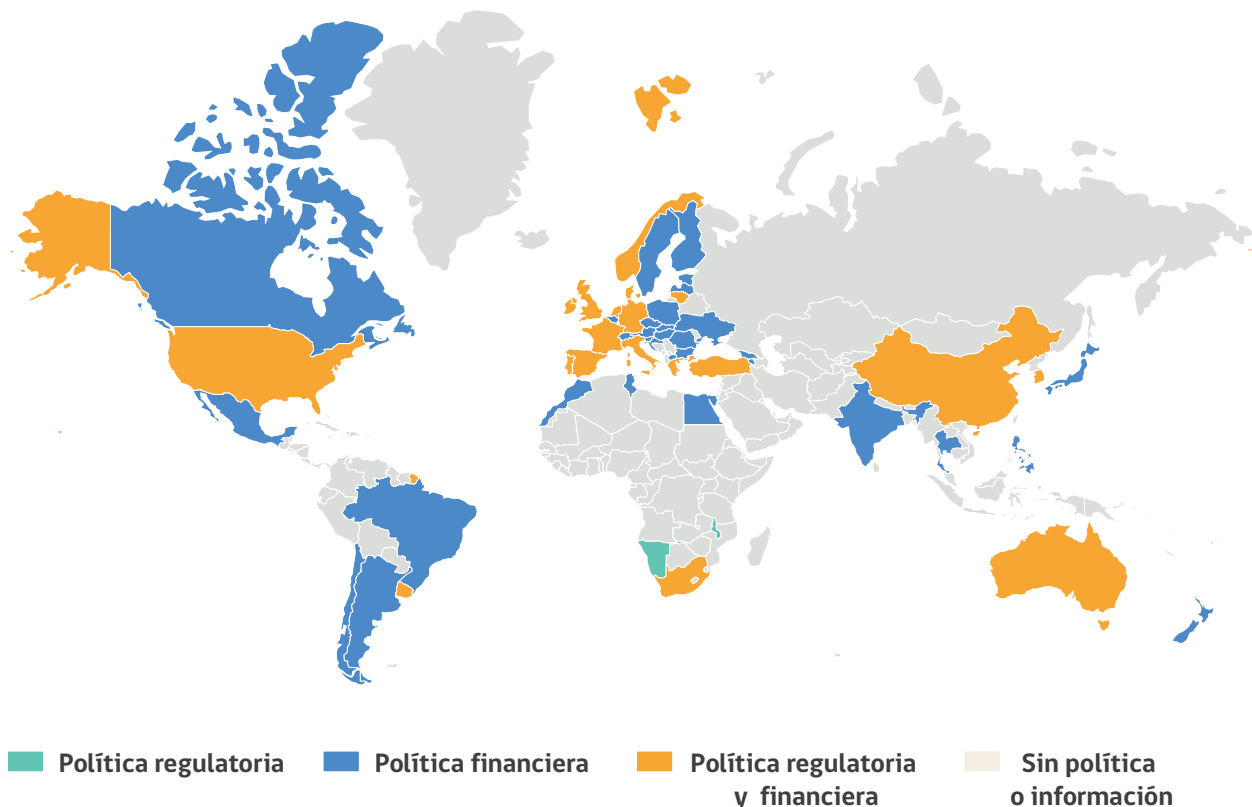 Política regulatoria
Política financiera
Política regulatoria
y financiera
Sin política
o información